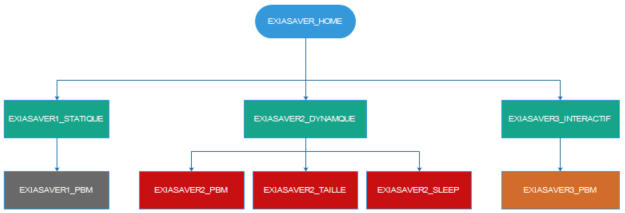 EXIASAVER_HOME
EXIASAVER1_STATIQUE
EXIASAVER2_DYNAMQUE
EXIASAVER3_INTERACTIF
EXIASAVER1_PBM
EXIASAVER2_PBM
EXIASAVER2_TAILLE
EXIASAVER2_SLEEP
EXIASAVER3_PBM